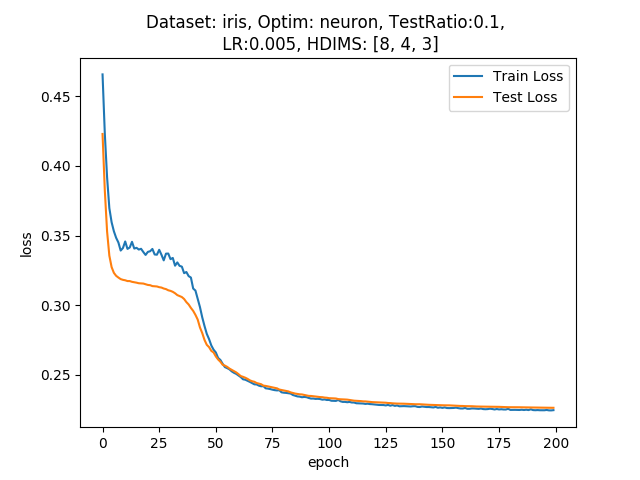 Dataset: iris, Optim: neuron, TestRatio:0.1,
LR:0.005, HDIMS: [8, 4, 3]
Train Loss
Test Loss
0.45
0.40
0.35
0.30
0.25
loss
0 25 50 75 100 125 150 175 200
epoch